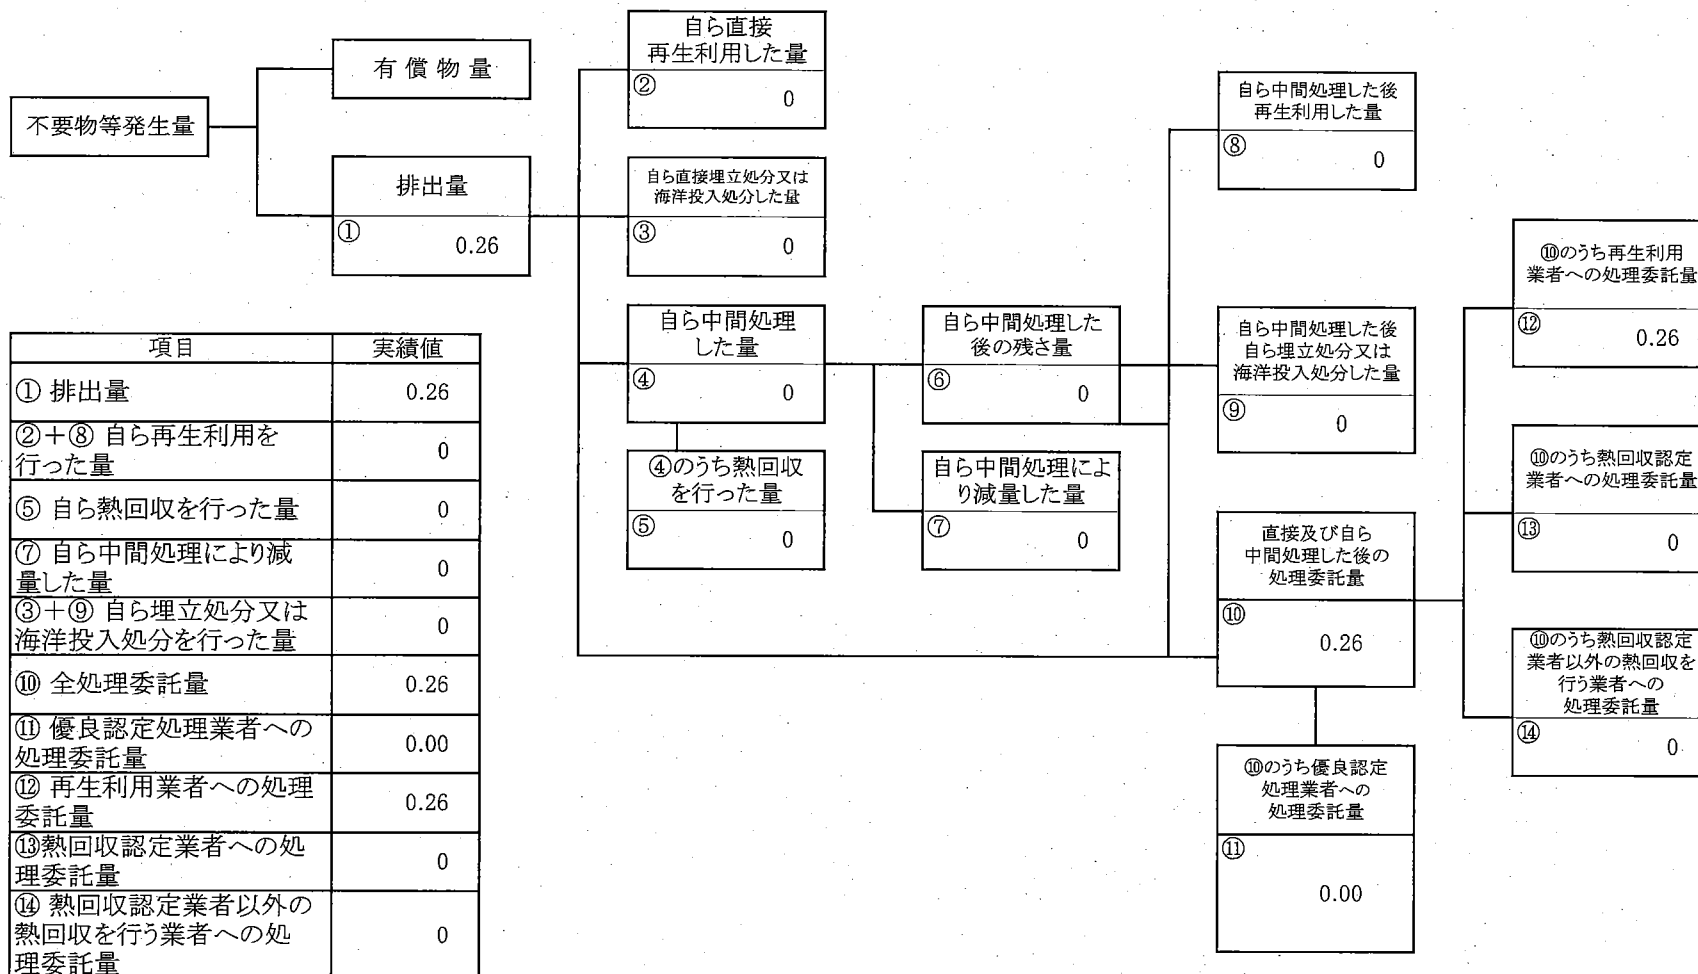 不要物等発生量
有償物量
排出量
①
0.26
自ら直接
再生利用した量
②
0
自ら直接埋立処分又は
海洋投入処分した量
③
0
自ら中間処理
した量
④
0
④のうち熱回収
を行った量
⑤
0
自ら中間処理した
後の残さ量
⑥
0
自ら中間処理によ
り減量した量
⑦
0
自ら中間処理した後
再生利用した量
⑧
0
自ら中間処理した後
自ら埋立処分又は
海洋投入処分した量
⑨
0
直接及び自ら
中間処理した後の
処理委託量
⑩
0.26
⑩のうち優良認定
処理業者への
処理委託量
⑪
0.00
⑩のうち再生利用
業者への処理委託量
⑫
0.26
⑩のうち熱回収認定
業者への処理委託量
⑬
0
⑩のうち熱回収認定
業者以外の熱回収を
行う業者への
処理委託量
⑭
0
項目 実績値
① 排出量 0.26
②+⑧ 自ら再生利用を
行った量 0
⑤ 自ら熱回収を行った量 0
⑦ 自ら中間処理により減
量した量 0
③+⑨ 自ら埋立処分又は
海洋投入処分を行った量 0
⑩ 全処理委託量 0.26
⑪ 優良認定処理業者への
処理委託量 0.00
⑫ 再生利用業者への処理
委託量 0.26
⑬熱回収認定業者への処
理委託量 0
⑭ 熱回収認定業者以外の
熱回収を行う業者への処
理委託量 0